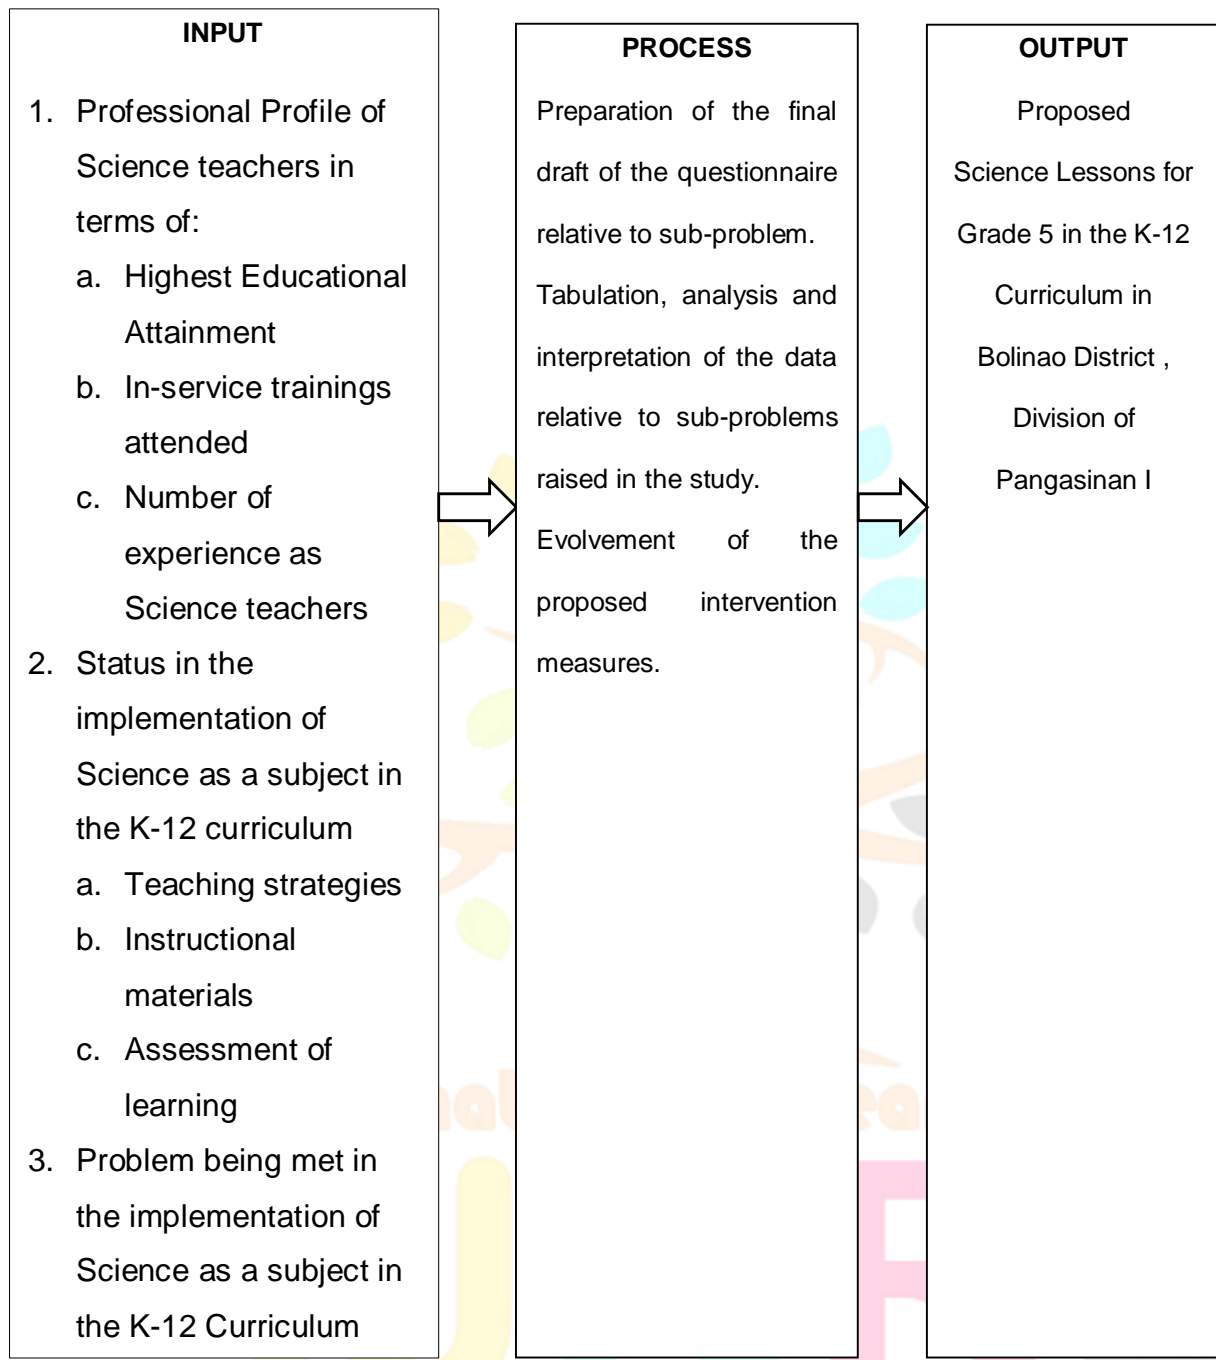 INPUT
1. Professional Profile of
Science teachers in
terms of:
a. Highest Educational
Attainment
b. In-service trainings
attended
c. Number of
experience as
Science teachers
2. Status in the
implementation of
Science as a subject in
the K-12 curriculum
a. Teaching strategies
b. Instructional
materials
c. Assessment of
learning
3. Problem being met in
the implementation of
Science as a subject in
the K-12 Curriculum
PROCESS
Preparation of the final
draft of the questionnaire
relative to sub-problem.
Tabulation, analysis and
interpretation of the data
relative to sub-problems
raised in the study.
Evolvement of the
proposed intervention
measures.
OUTPUT
Proposed
Science Lessons for
Grade 5 in the K-12
Curriculum in
Bolinao District ,
Division of
Pangasinan I